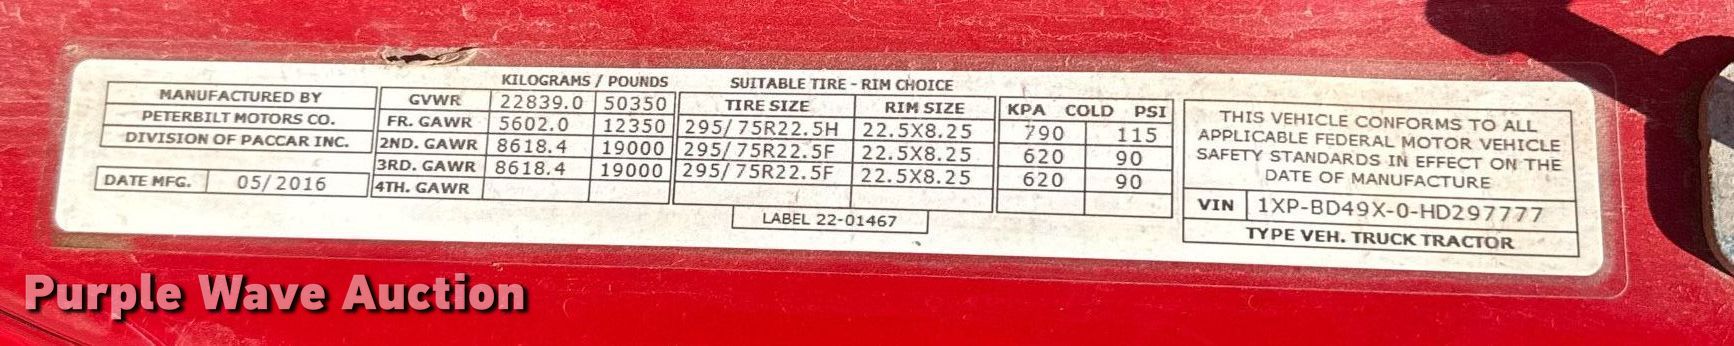 KILOGRAMS / POUNDS SUITABLE TIRE - RIM CHOICE
MANUFACTURED BY
PETERBILT MOTORS CO.
DIVISION OF PACCAR INC.
DATE MFG. 05/2016
GVWR 22839.0 50350 TIRE SIZE RIM SIZE KPA COLD PSI
FR. GAWR 5602.0 12350 295/75R22.5H 22.5X8.25 790 115
2ND. GAWR 8618.4 19000 295/75R22.5F 22.5X8.25 620 90
3RD. GAWR 8618.4 19000 295/75R22.5F 22.5X8.25 620 90
4TH. GAWR
LABEL 22-01467
THIS VEHICLE CONFORMS TO ALL
APPLICABLE FEDERAL MOTOR VEHICLE
SAFETY STANDARDS IN EFFECT ON THE
DATE OF MANUFACTURE
VIN 1XP-BD49X-0-HD297777
TYPE VEH. TRUCK TRACTOR
Purple Wave Auction